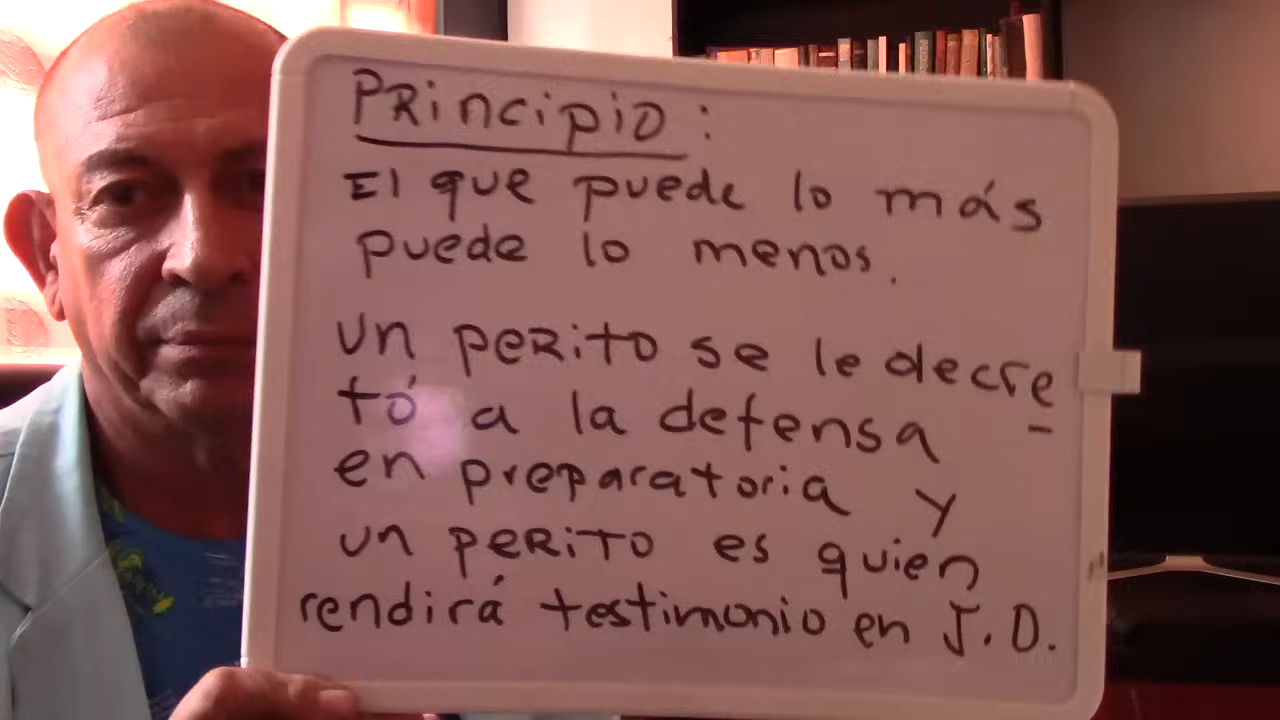 PRincipiO:
El que puede lo más
puede lo menos.
un pERiTO se le decre
tó a la defensa
en preparatoria y
un pERiTO es quien
rendirá testimonio en J.D.